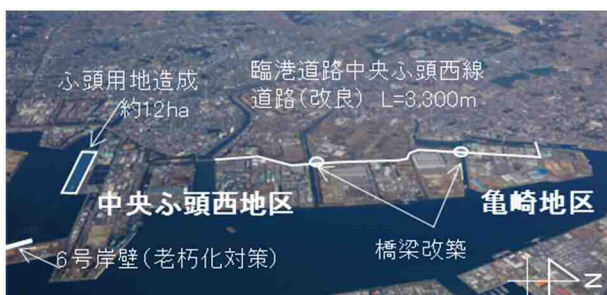 ふ頭用地造成
約12ha
臨港道路中央ふ頭西線
道路(改良) L=3,300m
中央ふ頭西地区
亀崎地区
6号岸壁(老朽化対策)
橋梁改築
N